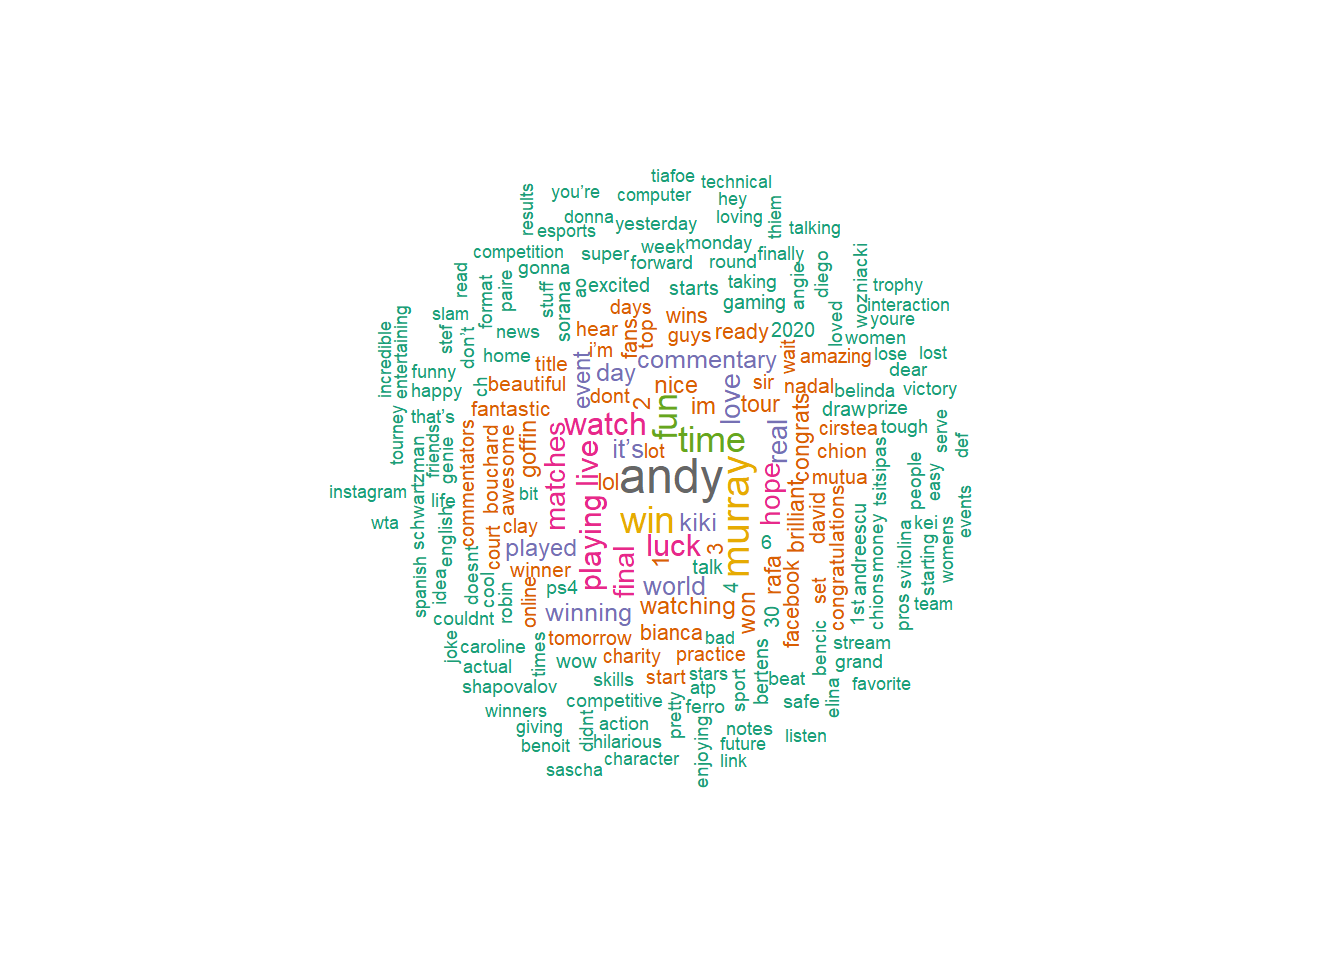 tiafoe
technical
you’re
computer
hey
results
donna
yesterday
loving
thiem
esports
talking
competition
super
week
monday
finally
wozniacki
read
gonna
forward
round
diego
format
paire
stuff
sorana
ao
excited
starts
taking
angie
trophy
gaming
interaction
slam
days
wins
loved
youre
incredible
entertaining
stef
don’t
news
hear
fans
top
guys
ready
2020
women
home
title
i’m
commentary
wait
amazing
lose
lost
funny
event
day
dear
happy
ch
beautiful
nice
love
sir
nadal
belinda
victory
dont
2
im
tour
tourney
that’s
fantastic
watch
fun
congrats
draw
prize
friends
genie
commentators
bouchard
awesome
goffin
matches
it’s
lot
time
real
cirstea
tough
serve
def
chion
instagram
schwartzman
life
bit
playing live
lol
andy
murray
hope
brilliant
mutua
tsitsipas
people
easy
wta
english
court
clay
win
kiki
david
congratulations
andreescu
money
kei
events
played
final
luck
1
3
6
svitolina
starting
womens
spanish
idea
doesnt
cool
winner
talk
rafa
facebook
set
1st
chions
pros
robin
online
ps4
world
4
team
couldnt
winning
watching
won
30
joke
caroline
times
tomorrow
bianca
bad
bencic
stream
actual
wow
charity
practice
bertens
grand
shapovalov
skills
start
stars
beat
elina
favorite
atp
sport
winners
competitive
pretty
ferro
safe
giving
didnt
action
notes
listen
benoit
hilarious
enjoying
future
character
link
sascha